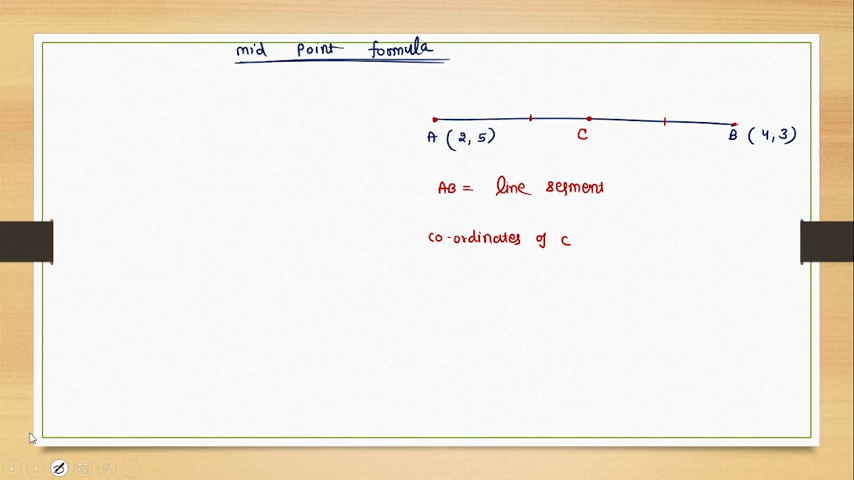 mid point formula
A (2, 5) C B (4, 3)
AB = line segment
co-ordinates of c